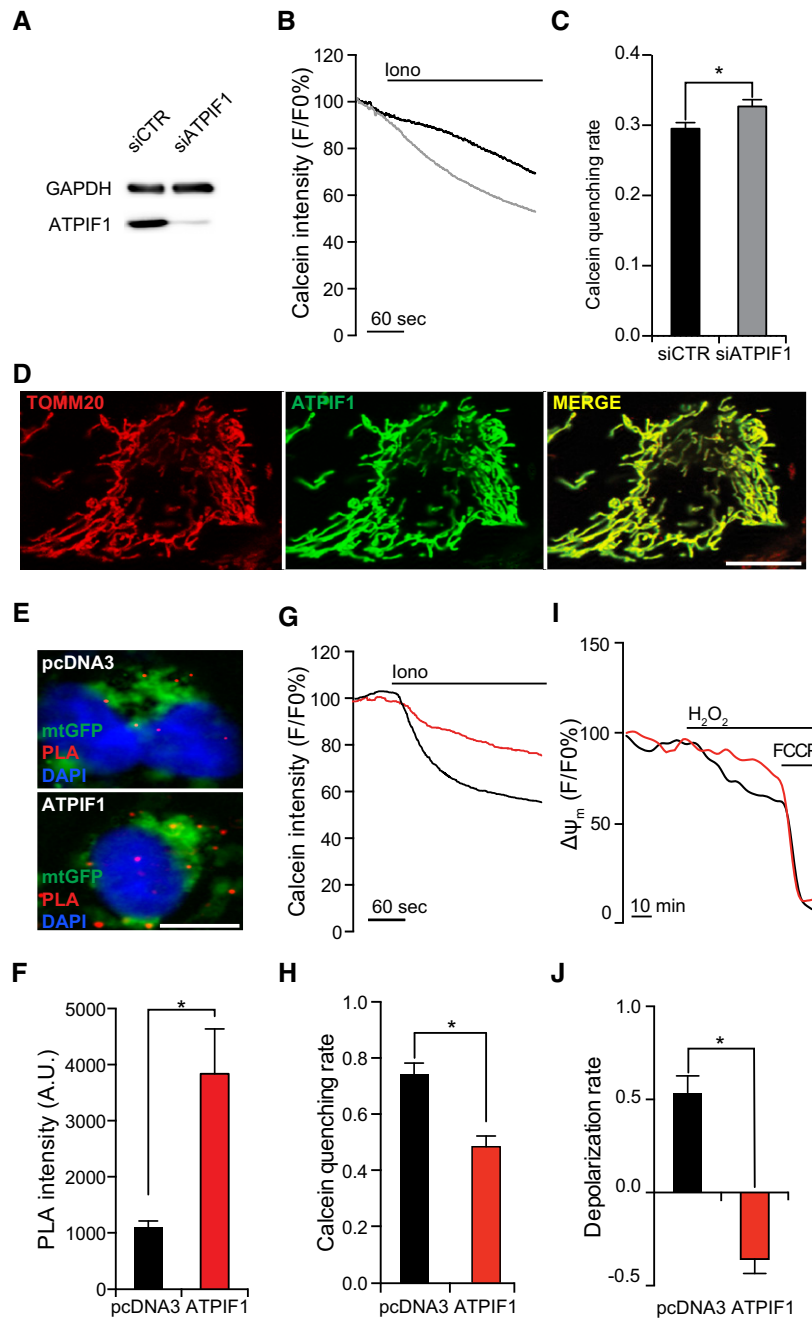 A
siCTR
siATPIF1
GAPDH
ATPIF1
B
Calcein intensity (F/F0%)
120
100
80
60
40
20
0
Iono
60 sec
C
Calcein quenching rate
0.4
0.3
0.2
0.1
0.0
*
siCTR siATPIF1
D
TOMM20
ATPIF1
MERGE
E
pcDNA3
mtGFP
PLA
DAPI
ATPIF1
mtGFP
PLA
DAPI
G
Calcein intensity (F/F0%)
120
100
80
60
40
20
0
Iono
60 sec
I
Δψm (F/F0%)
150
100
50
0
H2O2
FCCP
10 min
F
PLA intensity (A.U.)
5000
4000
3000
2000
1000
0
*
pcDNA3 ATPIF1
H
Calcein quenching rate
1.0
0.8
0.6
0.4
0.2
0.0
*
pcDNA3 ATPIF1
J
Depolarization rate
1.0
0.5
0.0
-0.5
*
pcDNA3 ATPIF1